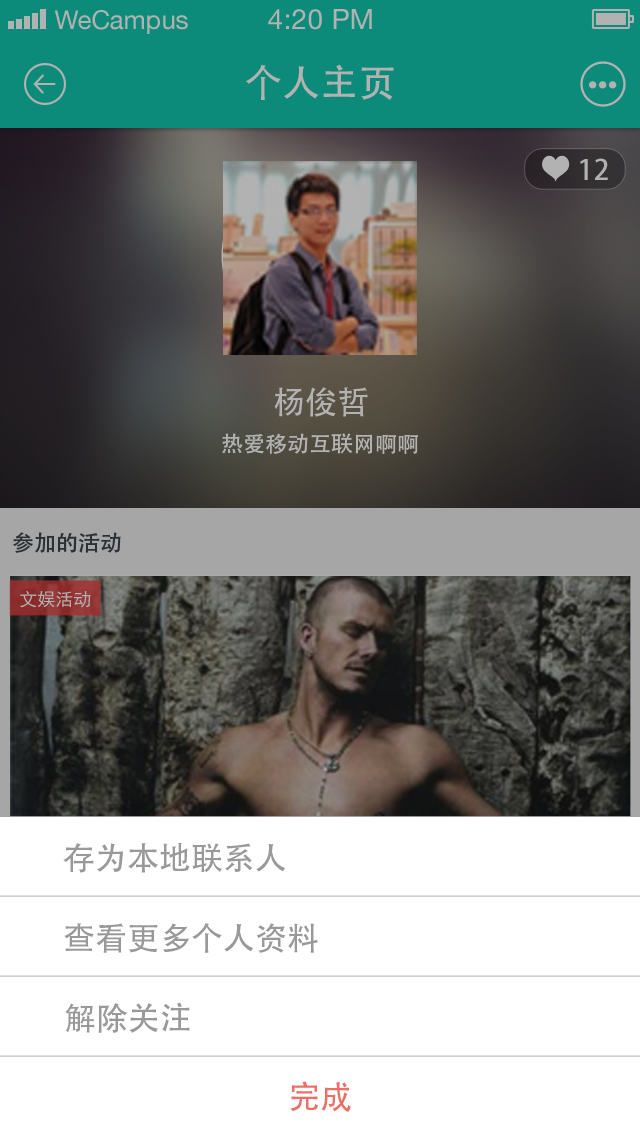 WeCampus 4:20 PM
个人主页
12
杨俊哲
热爱移动互联网啊啊
参加的活动
文娱活动
存为本地联系人
查看更多个人资料
解除关注
完成